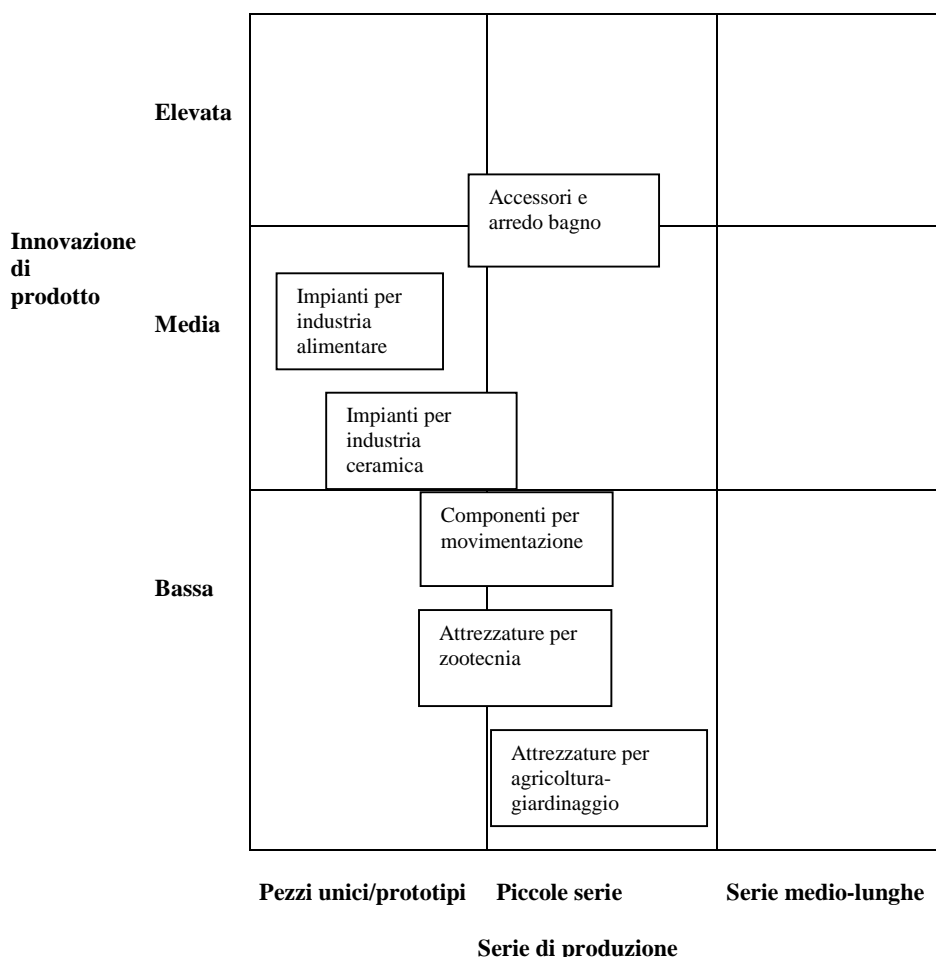 Elevata
Accessori e
arredo bagno
Innovazione
di
prodotto
Impianti per
industria
alimentare
Media
Impianti per
industria
ceramica
Componenti per
movimentazione
Bassa
Attrezzature per
zootecnia
Attrezzature per
agricoltura-
giardinaggio
Pezzi unici/prototipi
Piccole serie
Serie medio-lunghe
Serie di produzione